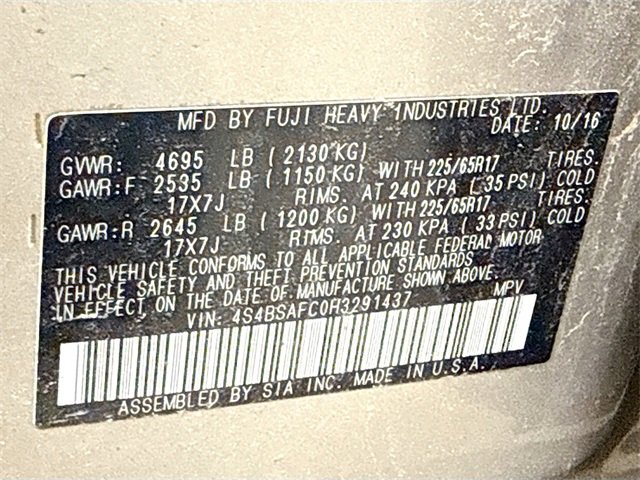 MFD BY FUJI HEAVY INDUSTRIES LTD.
DATE: 10/16
GVWR: 4695 LB ( 2130 KG)
GAWR:F 2535 LB ( 1150 KG) WITH 225/65R17 TIRES.
17X7J RIMS. AT 240 KPA ( 35 PSI) COLD
GAWR:R 2645 LB ( 1200 KG) WITH 225/65R17 TIRES.
17X7J RIMS. AT 230 KPA ( 33 PSI) COLD
THIS VEHICLE CONFORMS TO ALL APPLICABLE FEDERAL MOTOR
VEHICLE SAFETY AND THEFT PREVENTION STANDARDS
IN EFFECT ON THE DATE OF MANUFACTURE SHOWN ABOVE.
VIN: 4S4BSAFC0H3291437 MPV
ASSEMBLED BY SIA INC. MADE IN U.S.A.